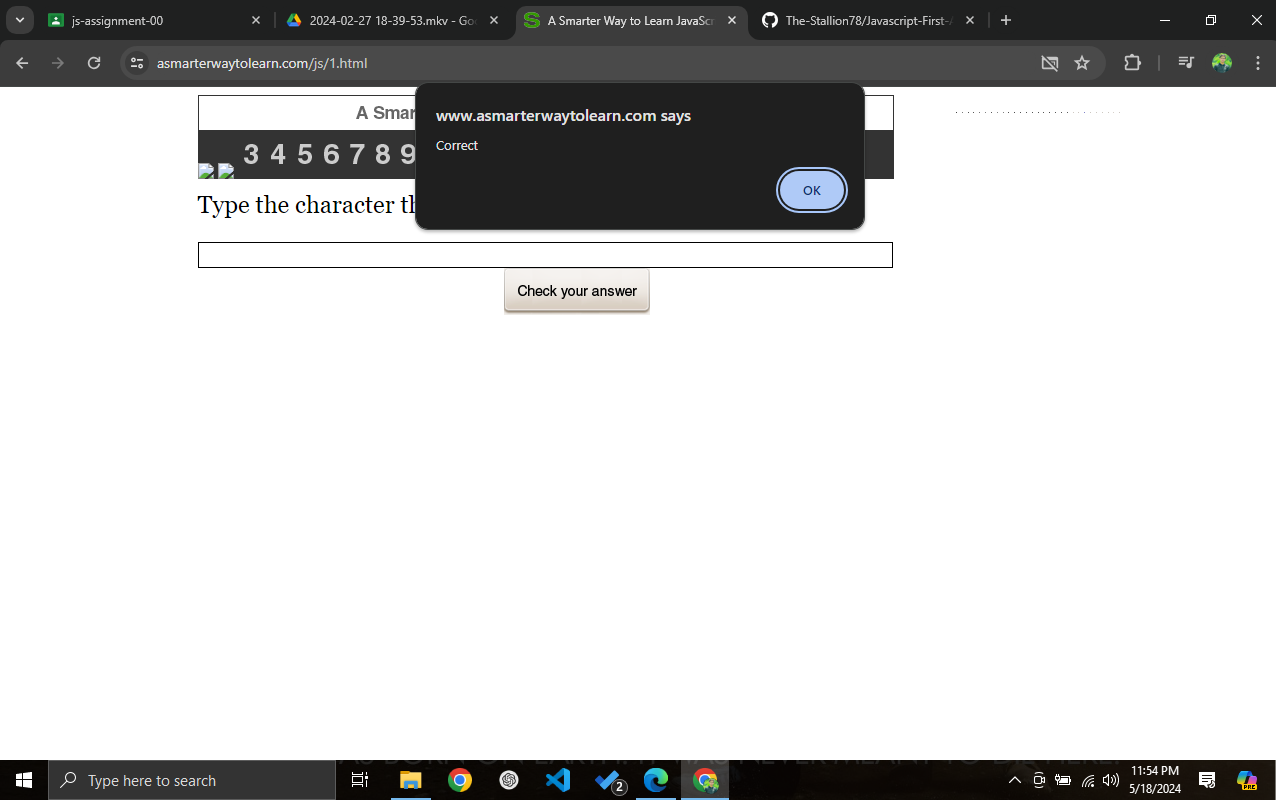 js-assignment-00
2024-02-27 18-39-53.mkv - Goo
A Smarter Way to Learn JavaScr
The-Stallion78/Javascript-First-A
asmarterwaytolearn.com/js/1.html
A Smar
www.asmarterwaytolearn.com says
Correct
OK
3 4 5 6 7 8 9
Type the character th
Check your answer
Type here to search
2
11:54 PM
5/18/2024
PRE